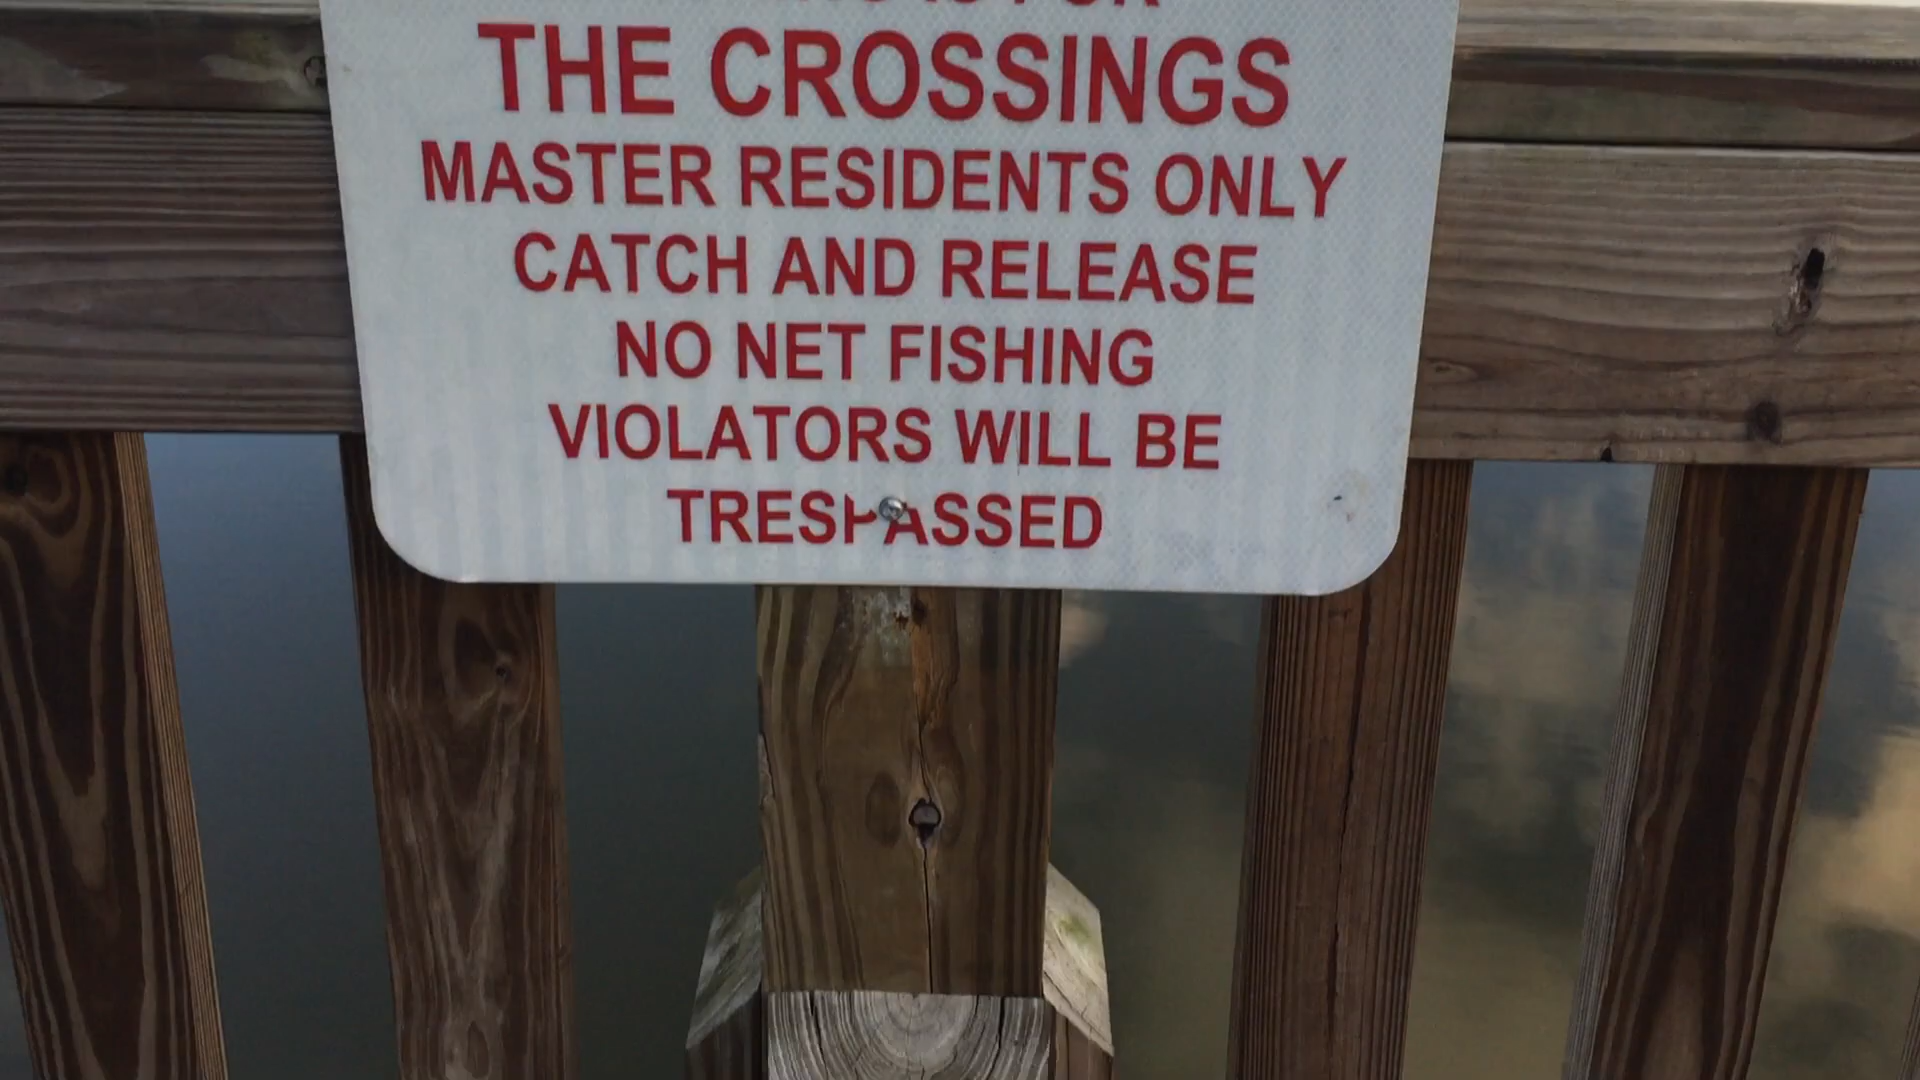 THE CROSSINGS
MASTER RESIDENTS ONLY
CATCH AND RELEASE
NO NET FISHING
VIOLATORS WILL BE
TRESPASSED